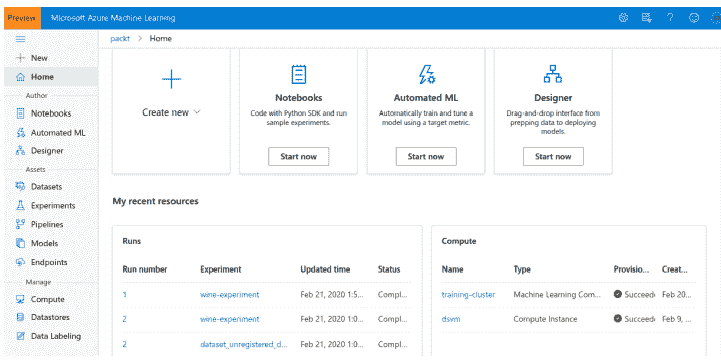 Preview Microsoft Azure Machine Learning
packt > Home
New
Home
Author
Notebooks
Automated ML
Designer
Assets
Datasets
Experiments
Pipelines
Models
Endpoints
Manage
Compute
Datastores
Data Labeling
Create new
Notebooks
Code with Python SDK and run
sample experiments.
Start now
Automated ML
Automatically train and tune a
model using a target metric.
Start now
Designer
Drag-and-drop interface from
prepping data to deploying
models.
Start now
My recent resources
Runs
Run number Experiment Updated time Status
1 wine-experiment Feb 21, 2020 1:5... Compl...
2 wine-experiment Feb 21, 2020 1:0... Compl...
2 dataset_unregistered_d... Feb 21, 2020 1:0... Compl...
Compute
Name Type Provisio... Creat...
training-cluster Machine Learning Com... Succeede Feb 20...
dsvm Compute Instance Succeede Feb 9, ...